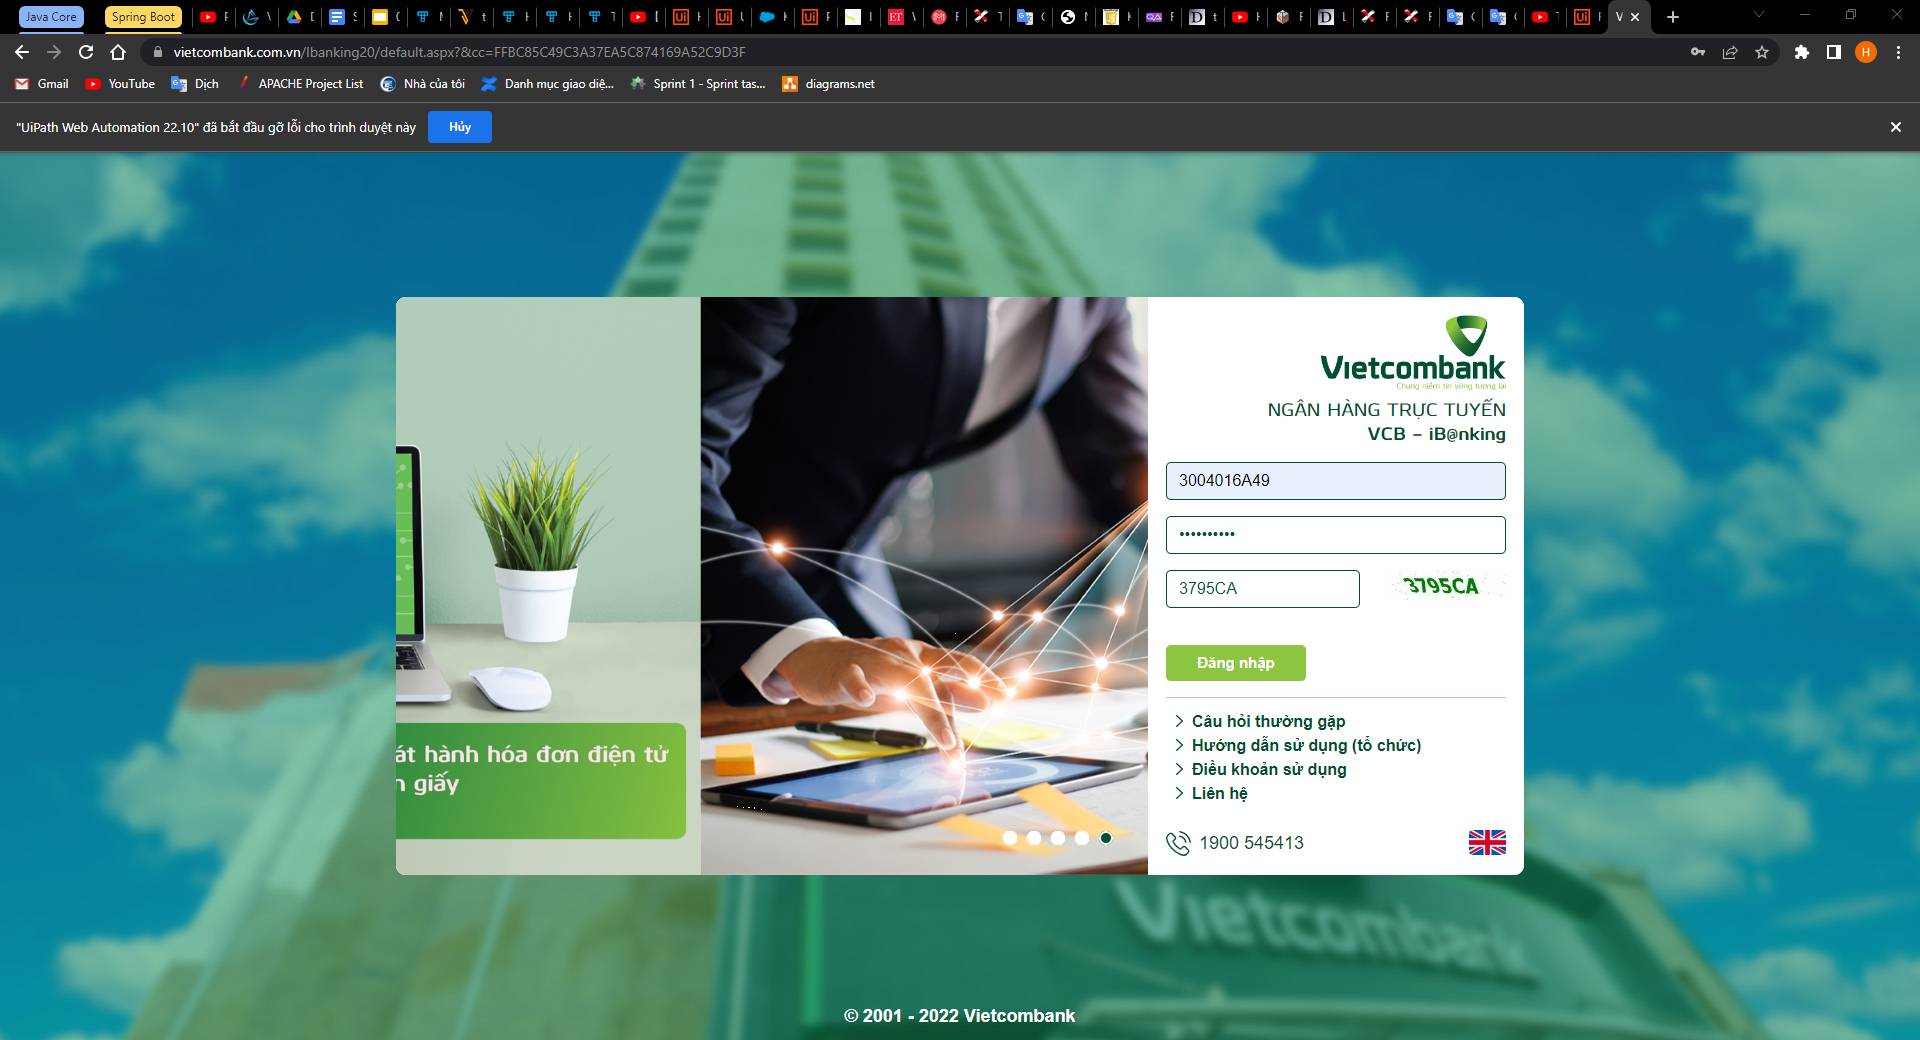 Java Core
Spring Boot
vietcombank.com.vn/Ibanking20/default.aspx?&cc=FFBC85C49C3A37EA5C874169A52C9D3F
H
Gmail
YouTube
Dịch
APACHE Project List
Nhà của tôi
Danh mục giao diệ...
Sprint 1 - Sprint tas...
diagrams.net
"UiPath Web Automation 22.10" đã bắt đầu gỡ lỗi cho trình duyệt này
Hủy
Vietcombank
Chung niềm tin vững tương lai
NGÂN HÀNG TRỰC TUYẾN
VCB – iB@nking
3004016A49
••••••••••
3795CA
3795CA
Đăng nhập
át hành hóa đơn điện tử
n giấy
Câu hỏi thường gặp
Hướng dẫn sử dụng (tổ chức)
Điều khoản sử dụng
Liên hệ
1900 545413
Vietcombank
© 2001 - 2022 Vietcombank